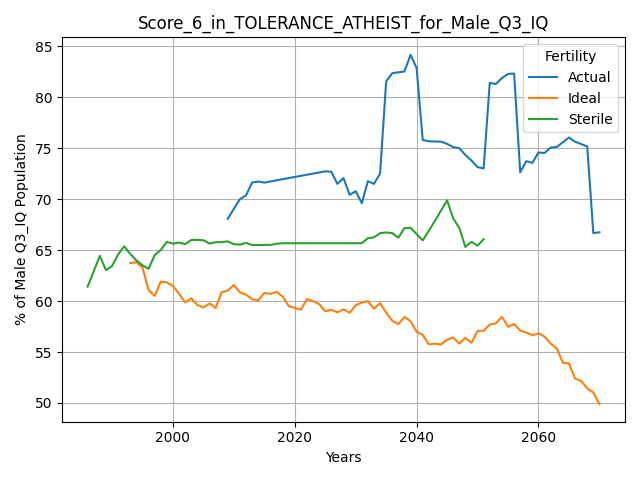 Score_6_in_TOLERANCE_ATHEIST_for_Male_Q3_IQ
% of Male Q3_IQ Population
85
80
75
70
65
60
55
50
2000
2020
2040
2060
Years
Fertility
Actual
Ideal
Sterile